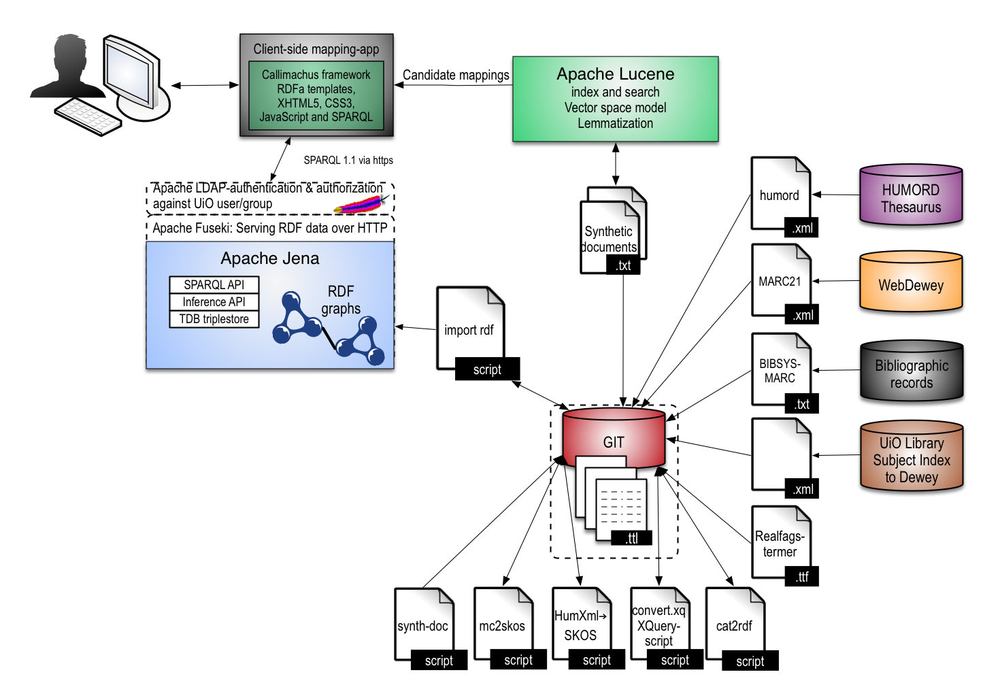 Client-side mapping-app
Callimachus framework
RDFa templates,
XHTML5, CSS3,
JavaScript and SPARQL
Candidate mappings
Apache Lucene
index and search
Vector space model
Lemmatization
SPARQL 1.1 via https
Apache LDAP-authentication & authorization
against UiO user/group
Apache Fuseki: Serving RDF data over HTTP
Apache Jena
SPARQL API
Inference API
TDB triplestore
RDF
graphs
import rdf
script
Synthetic
documents
.txt
humord
.xml
HUMORD
Thesaurus
MARC21
.xml
WebDewey
BIBSYS-
MARC
.txt
Bibliographic
records
.xml
UiO Library
Subject Index
to Dewey
Realfags-
termer
.ttf
GIT
.ttl
synth-doc
script
mc2skos
script
HumXml→
SKOS
script
convert.xq
XQuery-
script
script
cat2rdf
script